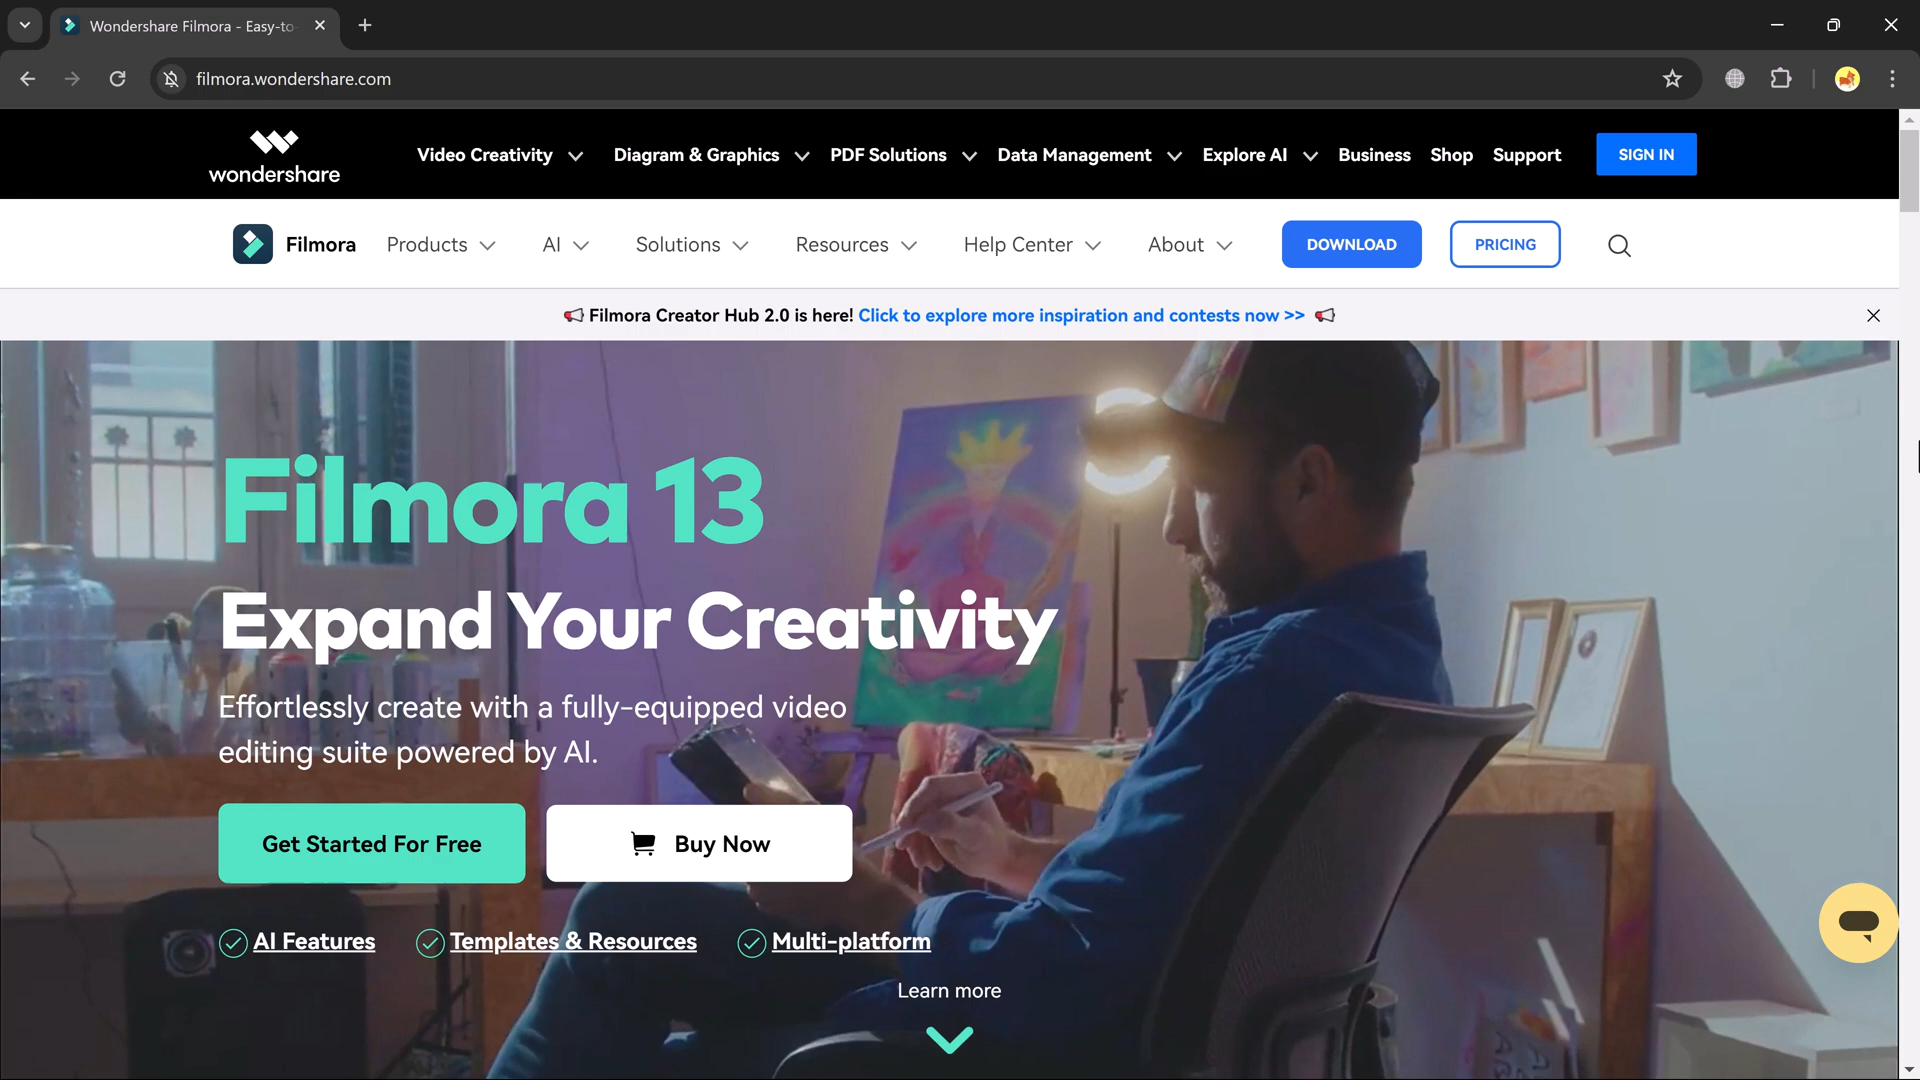 Wondershare Filmora - Easy-to-
filmora.wondershare.com
wondershare
Video Creativity Diagram & Graphics PDF Solutions Data Management Explore AI Business Shop Support SIGN IN
Filmora Products AI Solutions Resources Help Center About DOWNLOAD PRICING
Filmora Creator Hub 2.0 is here! Click to explore more inspiration and contests now >>
Filmora 13
Expand Your Creativity
Effortlessly create with a fully-equipped video
editing suite powered by AI.
Get Started For Free Buy Now
AI Features Templates & Resources Multi-platform
Learn more